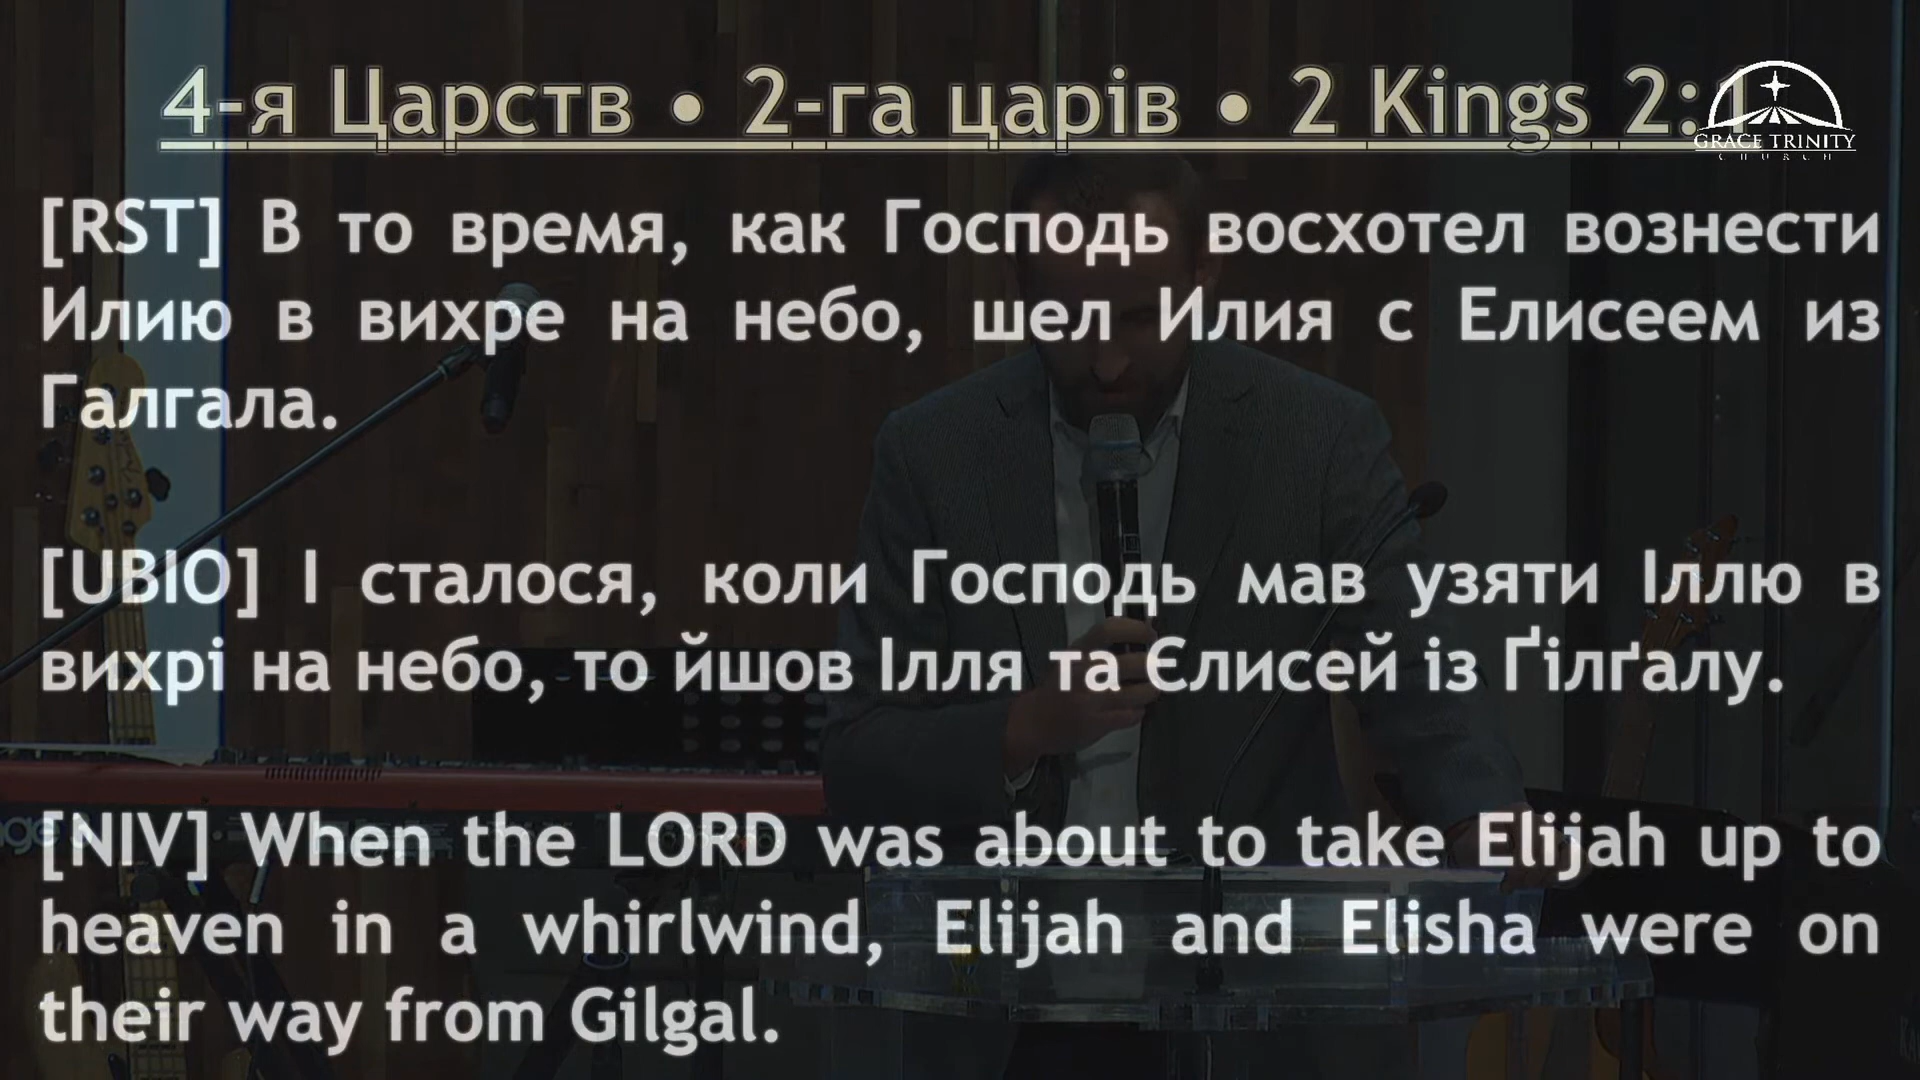 4-я Царств • 2-га царів • 2 Kings 2:1
GRACE TRINITY
CHURCH
[RST] В то время, как Господь восхотел вознести
Илию в вихре на небо, шел Илия с Елисеем из
Галгала.
[UBIO] І сталося, коли Господь мав узяти Іллю в
вихрі на небо, то йшов Ілля та Єлисей із Ґілґалу.
[NIV] When the LORD was about to take Elijah up to
heaven in a whirlwind, Elijah and Elisha were on
their way from Gilgal.